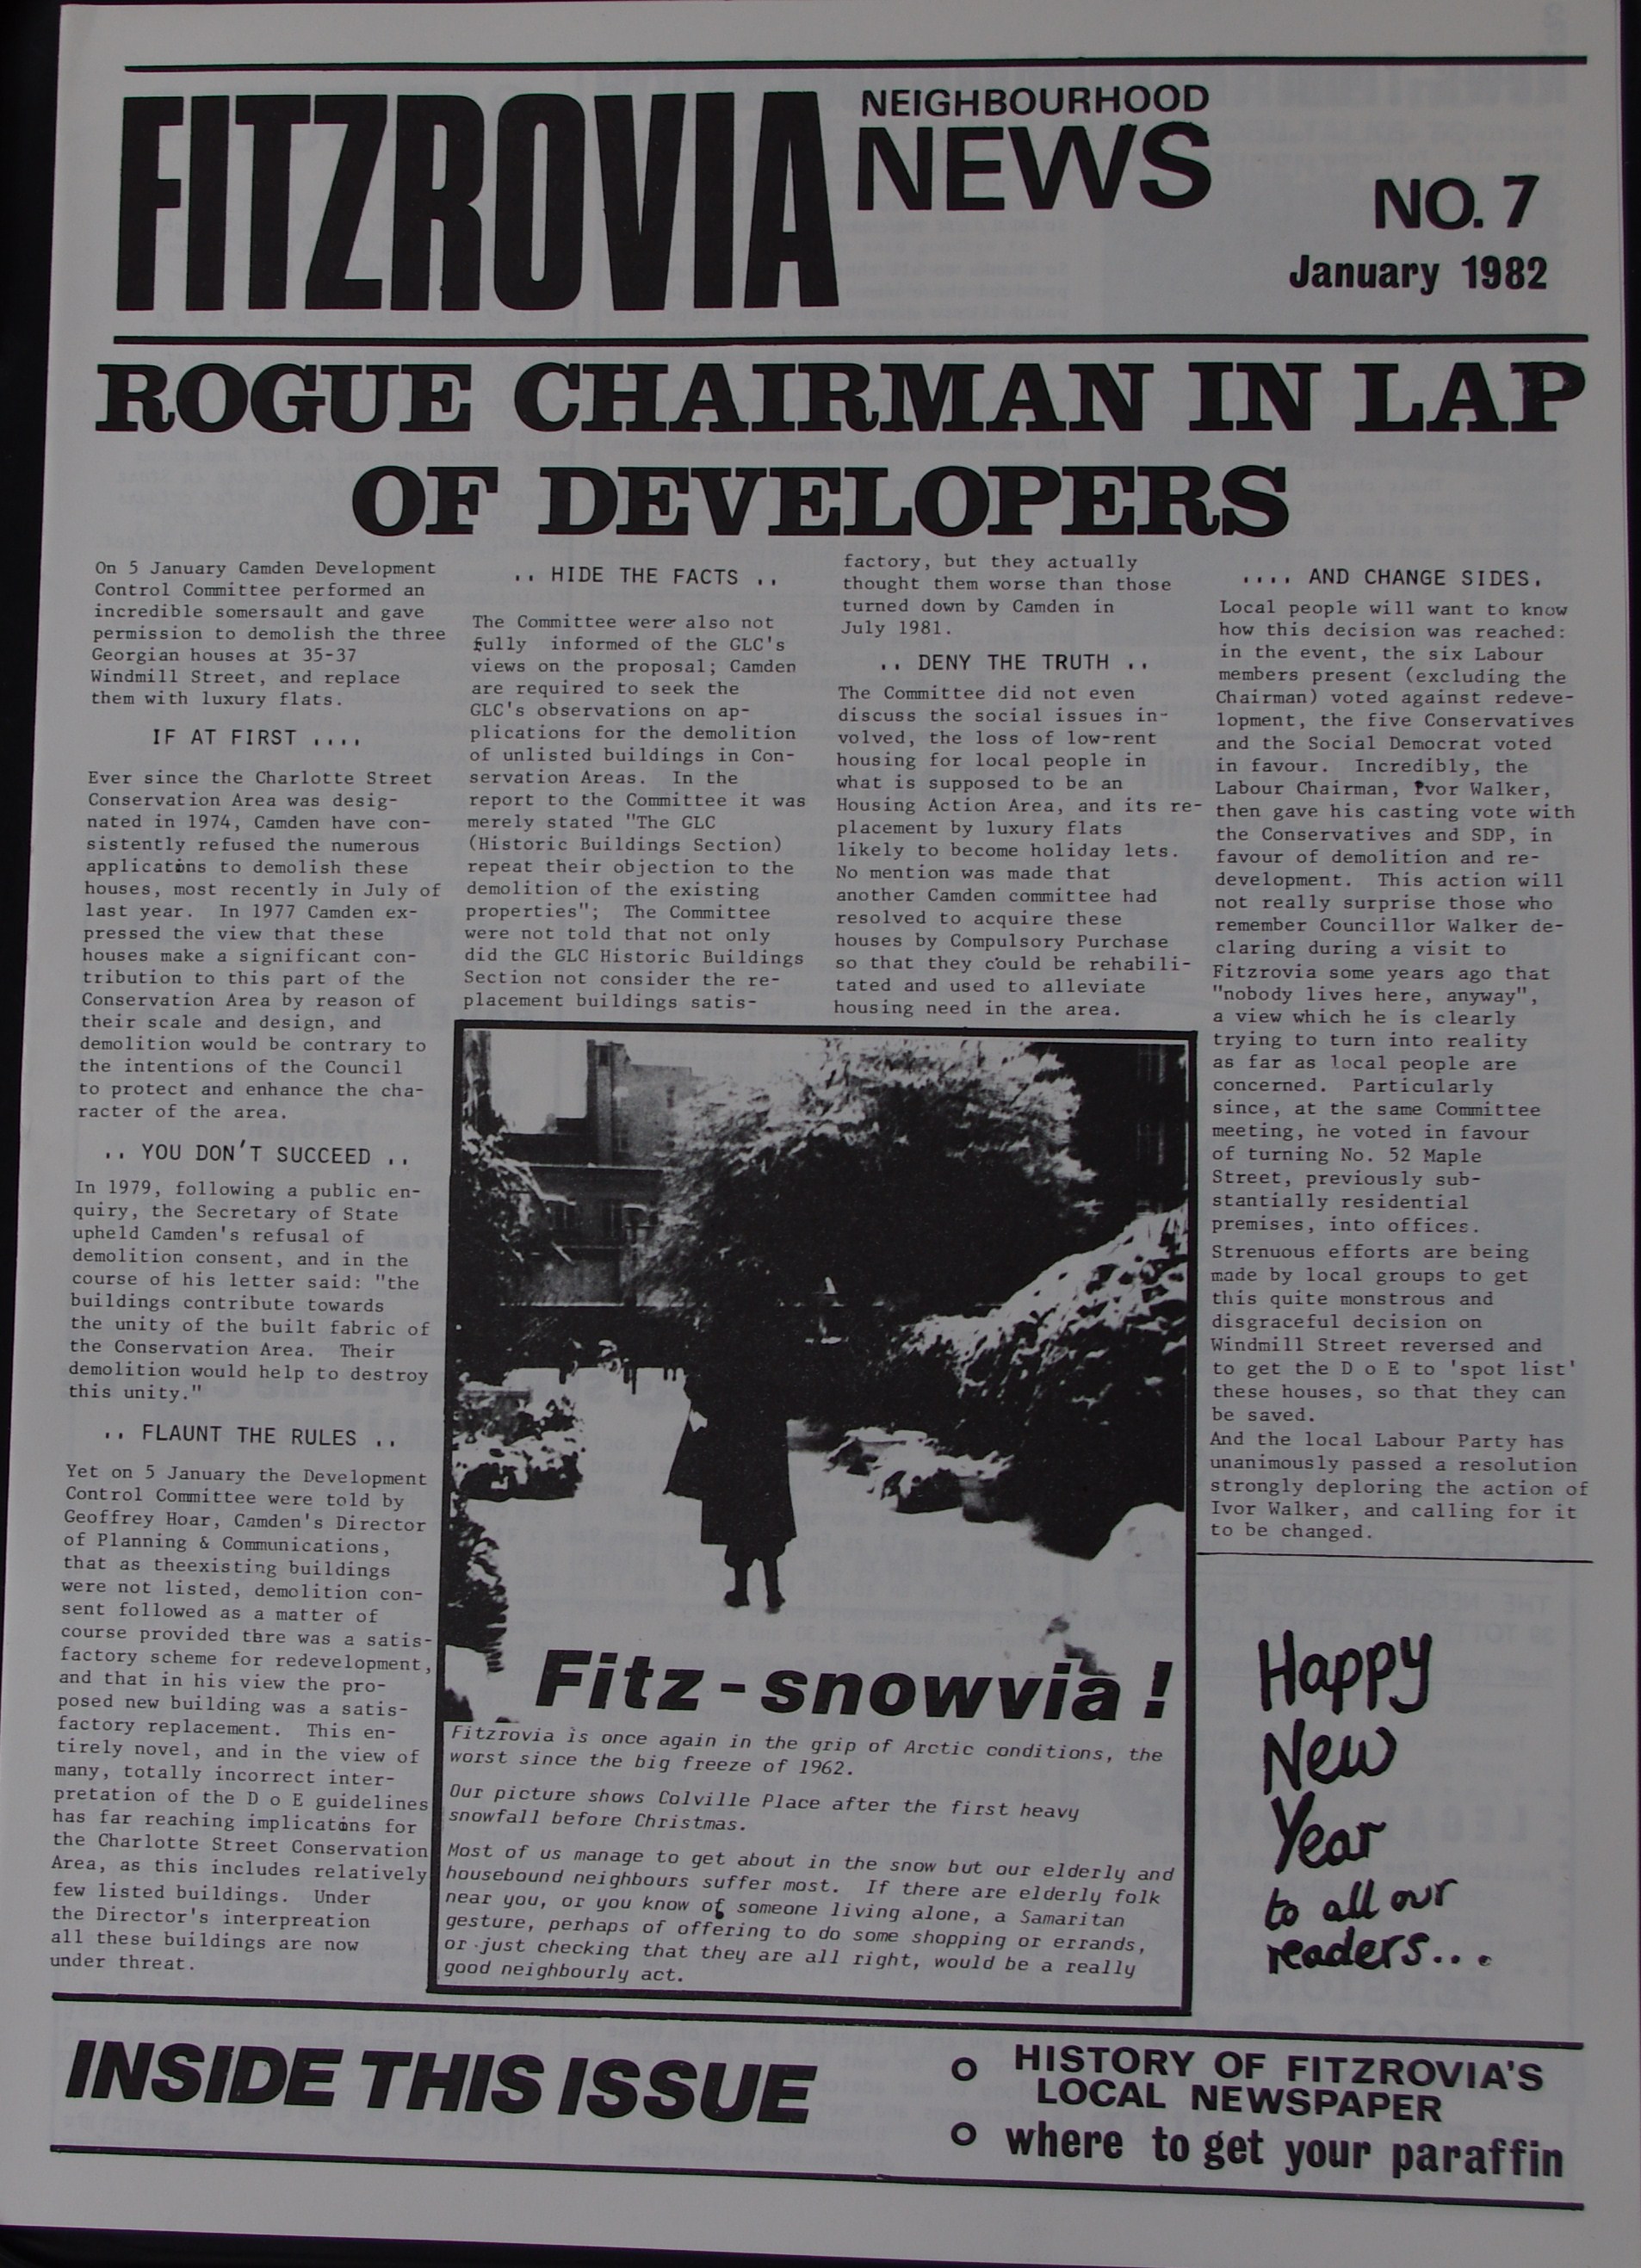 FITZROVIA
NEIGHBOURHOOD
NEWS
NO. 7
January 1982
ROGUE CHAIRMAN IN LAP
OF DEVELOPERS
On 5 January Camden Development
Control Committee performed an
incredible somersault and gave
permission to demolish the three
Georgian houses at 35-37
Windmill Street, and replace
them with luxury flats.
IF AT FIRST ....
Ever since the Charlotte Street
Conservation Area was desig-
nated in 1974, Camden have con-
sistently refused the numerous
applicatons to demolish these
houses, most recently in July of
last year. In 1977 Camden ex-
pressed the view that these
houses make a significant con-
tribution to this part of the
Conservation Area by reason of
their scale and design, and
demolition would be contrary to
the intentions of the Council
to protect and enhance the cha-
racter of the area.
.. YOU DON'T SUCCEED ..
In 1979, following a public en-
quiry, the Secretary of State
upheld Camden's refusal of
demolition consent, and in the
course of his letter said: "the
buildings contribute towards
the unity of the built fabric of
the Conservation Area. Their
demolition would help to destroy
this unity."
.. FLAUNT THE RULES ..
Yet on 5 January the Development
Control Committee were told by
Geoffrey Hoar, Camden's Director
of Planning & Communications,
that as theexisting buildings
were not listed, demolition con-
sent followed as a matter of
course provided thre was a satis-
factory scheme for redevelopment,
and that in his view the pro-
posed new building was a satis-
factory replacement. This en-
tirely novel, and in the view of
many, totally incorrect inter-
pretation of the D o E guidelines
has far reaching implicatons for
the Charlotte Street Conservation
Area, as this includes relatively
few listed buildings. Under
the Director's interpreation
all these buildings are now
under threat.
.. HIDE THE FACTS ..
The Committee were also not
fully informed of the GLC's
views on the proposal; Camden
are required to seek the
GLC's observations on ap-
plications for the demolition
of unlisted buildings in Con-
servation Areas. In the
report to the Committee it was
merely stated "The GLC
(Historic Buildings Section)
repeat their objection to the
demolition of the existing
properties"; The Committee
were not told that not only
did the GLC Historic Buildings
Section not consider the re-
placement buildings satis-
factory, but they actually
thought them worse than those
turned down by Camden in
July 1981.
.. DENY THE TRUTH ..
The Committee did not even
discuss the social issues in-
volved, the loss of low-rent
housing for local people in
what is supposed to be an
Housing Action Area, and its re-
placement by luxury flats
likely to become holiday lets.
No mention was made that
another Camden committee had
resolved to acquire these
houses by Compulsory Purchase
so that they could be rehabili-
tated and used to alleviate
housing need in the area.
.... AND CHANGE SIDES.
Local people will want to know
how this decision was reached:
in the event, the six Labour
members present (excluding the
Chairman) voted against redeve-
lopment, the five Conservatives
and the Social Democrat voted
in favour. Incredibly, the
Labour Chairman, Ivor Walker,
then gave his casting vote with
the Conservatives and SDP, in
favour of demolition and re-
development. This action will
not really surprise those who
remember Councillor Walker de-
claring during a visit to
Fitzrovia some years ago that
"nobody lives here, anyway",
a view which he is clearly
trying to turn into reality
as far as local people are
concerned. Particularly
since, at the same Committee
meeting, he voted in favour
of turning No. 52 Maple
Street, previously sub-
stantially residential
premises, into offices.
Strenuous efforts are being
made by local groups to get
this quite monstrous and
disgraceful decision on
Windmill Street reversed and
to get the D o E to 'spot list'
these houses, so that they can
be saved.
And the local Labour Party has
unanimously passed a resolution
strongly deploring the action of
Ivor Walker, and calling for it
to be changed.
Fitz-snowvia!
Fitzrovia is once again in the grip of Arctic conditions, the
worst since the big freeze of 1962.
Our picture shows Colville Place after the first heavy
snowfall before Christmas.
Most of us manage to get about in the snow but our elderly and
housebound neighbours suffer most. If there are elderly folk
near you, or you know of someone living alone, a Samaritan
gesture, perhaps of offering to do some shopping or errands,
or just checking that they are all right, would be a really
good neighbourly act.
Happy
New
Year
to all our
readers...
INSIDE THIS ISSUE
o HISTORY OF FITZROVIA'S
LOCAL NEWSPAPER
o where to get your paraffin